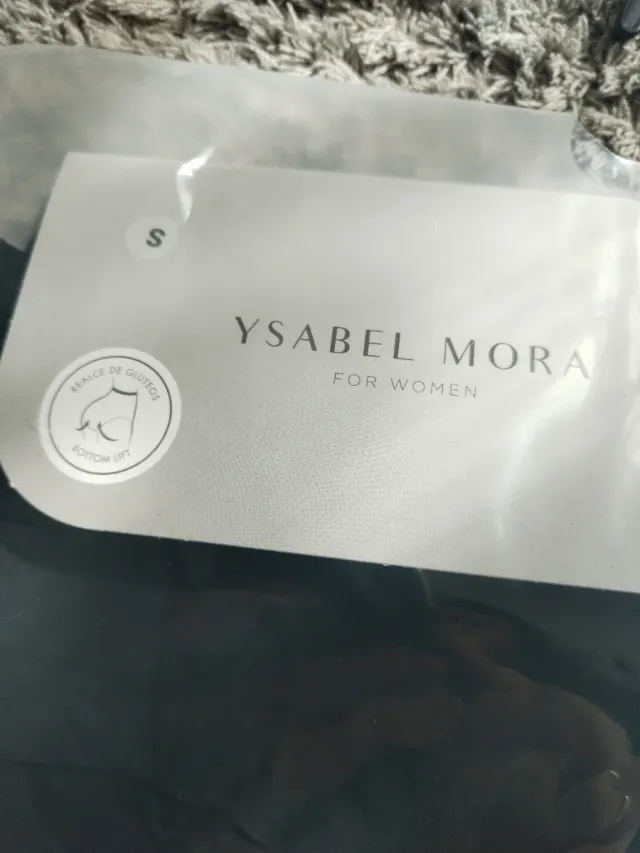 S
YSABEL MORA
FOR WOMEN
REALCE DE GLÚTEOS
BOTTOM LIFT